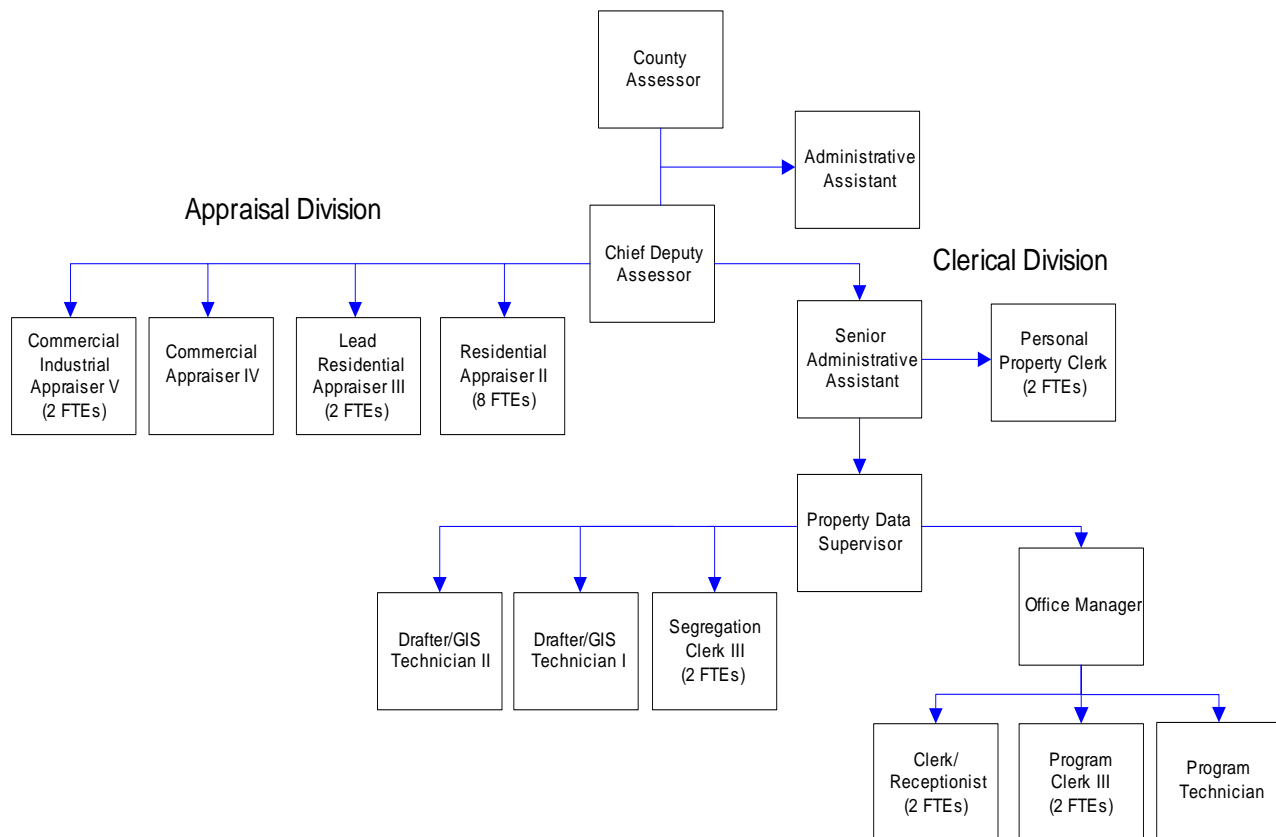 County
Assessor
Administrative
Assistant
Appraisal Division
Chief Deputy
Assessor
Clerical Division
Commercial
Industrial
Appraiser V
(2 FTEs)
Commercial
Appraiser IV
Lead
Residential
Appraiser III
(2 FTEs)
Residential
Appraiser II
(8 FTEs)
Senior
Administrative
Assistant
Personal
Property Clerk
(2 FTEs)
Property Data
Supervisor
Drafter/GIS
Technician II
Drafter/GIS
Technician I
Segregation
Clerk III
(2 FTEs)
Office Manager
Clerk/
Receptionist
(2 FTEs)
Program
Clerk III
(2 FTEs)
Program
Technician